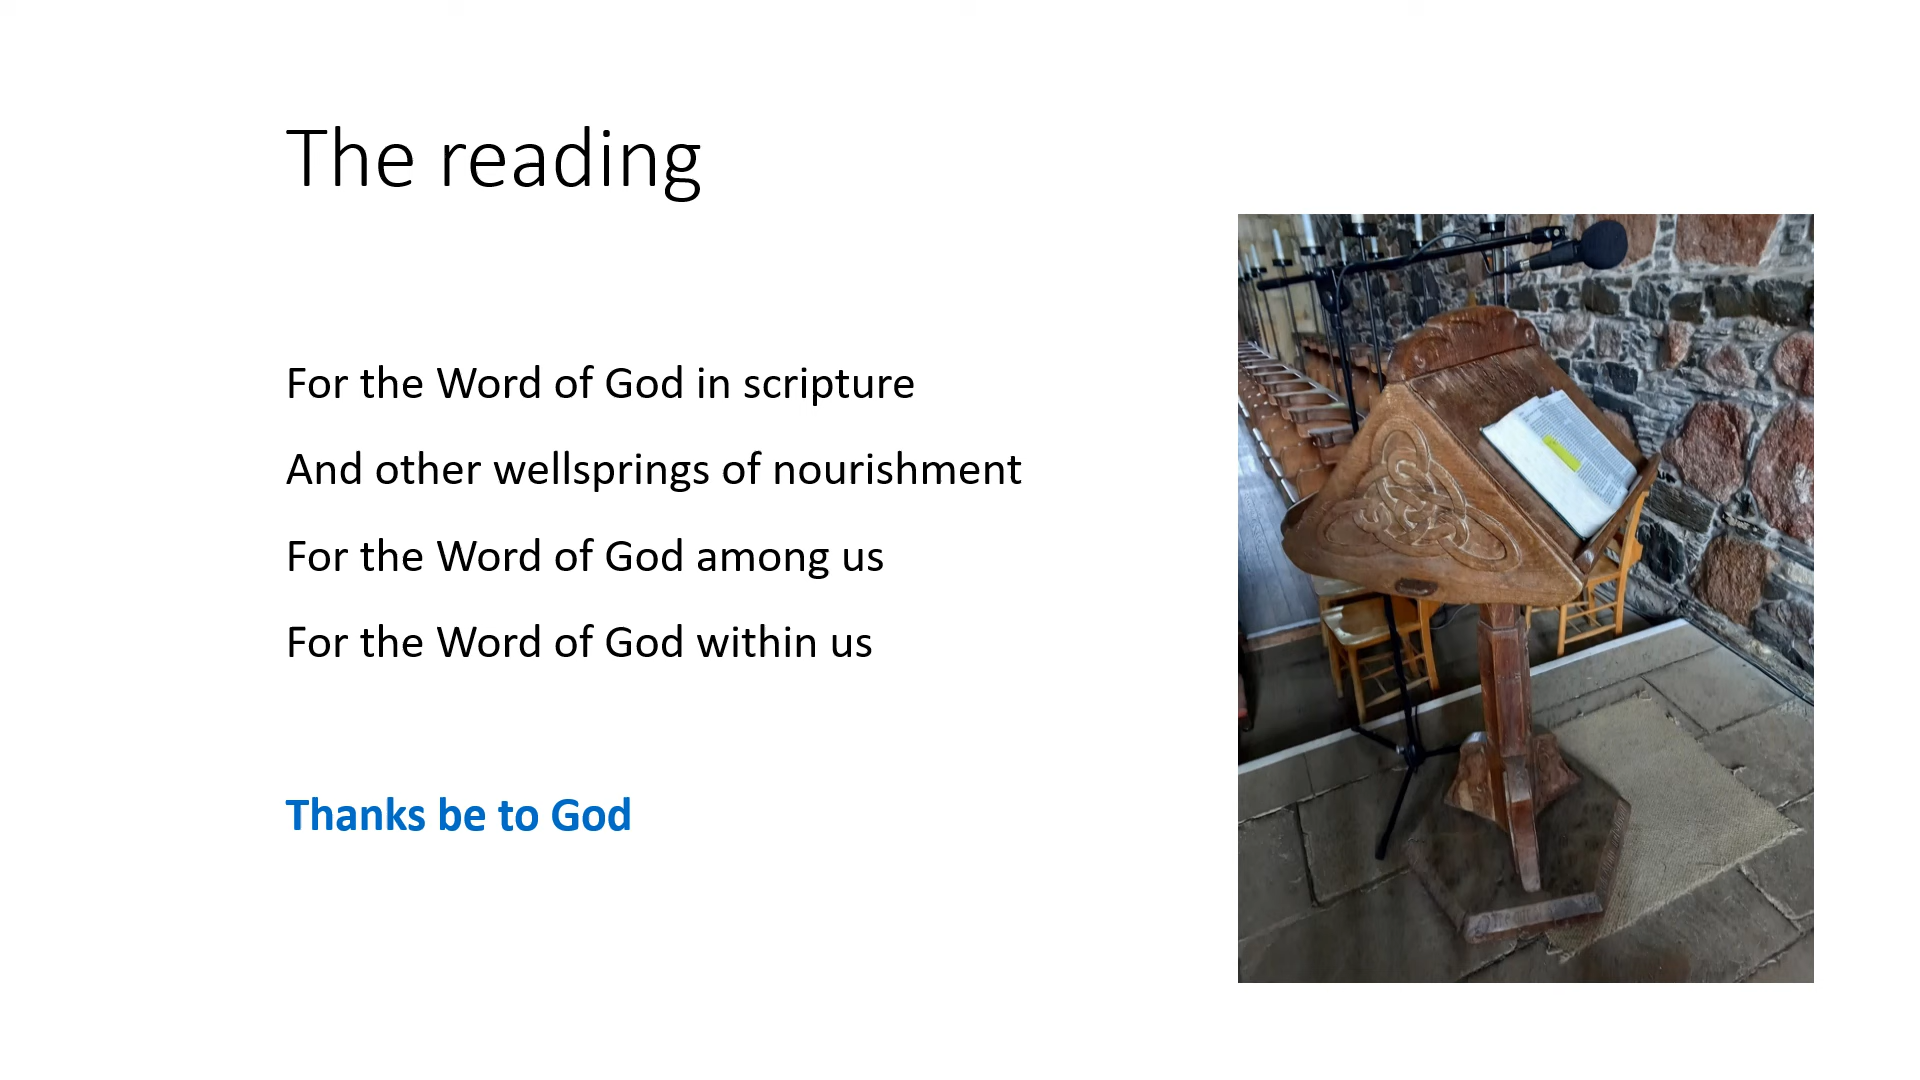 The reading
For the Word of God in scripture
And other wellsprings of nourishment
For the Word of God among us
For the Word of God within us
Thanks be to God